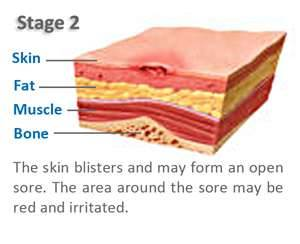 Stage 2
Skin
Fat
Muscle
Bone
The skin blisters and may form an open
sore. The area around the sore may be
red and irritated.